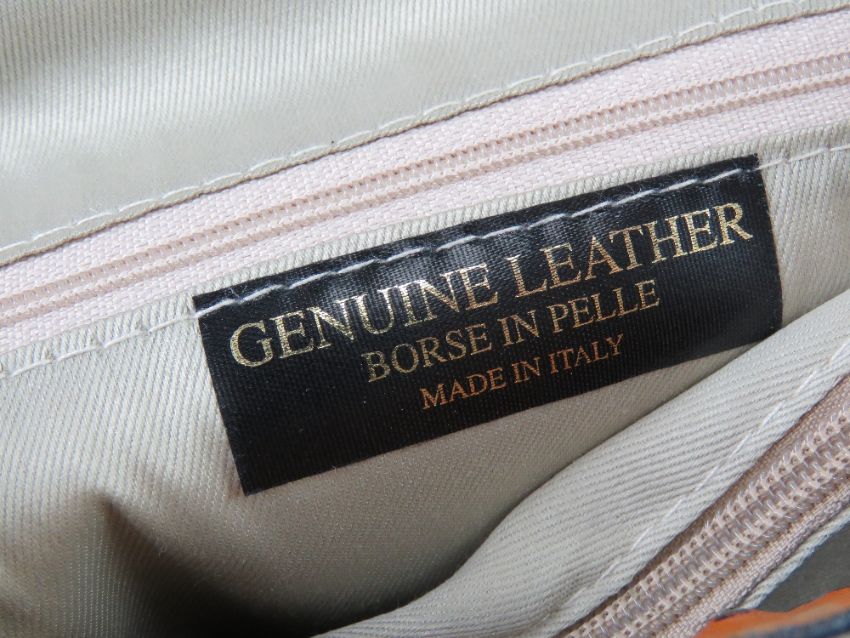 GENUINE LEATHER
BORSE IN PELLE
MADE IN ITALY